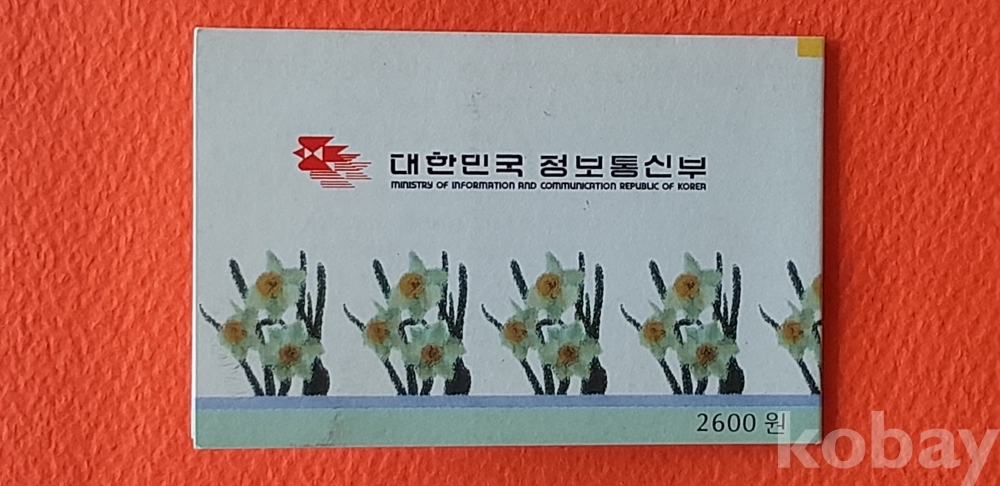 대한민국 정보통신부
MINISTRY OF INFORMATION AND COMMUNICATION REPUBLIC OF KOREA
2600 원
kobay